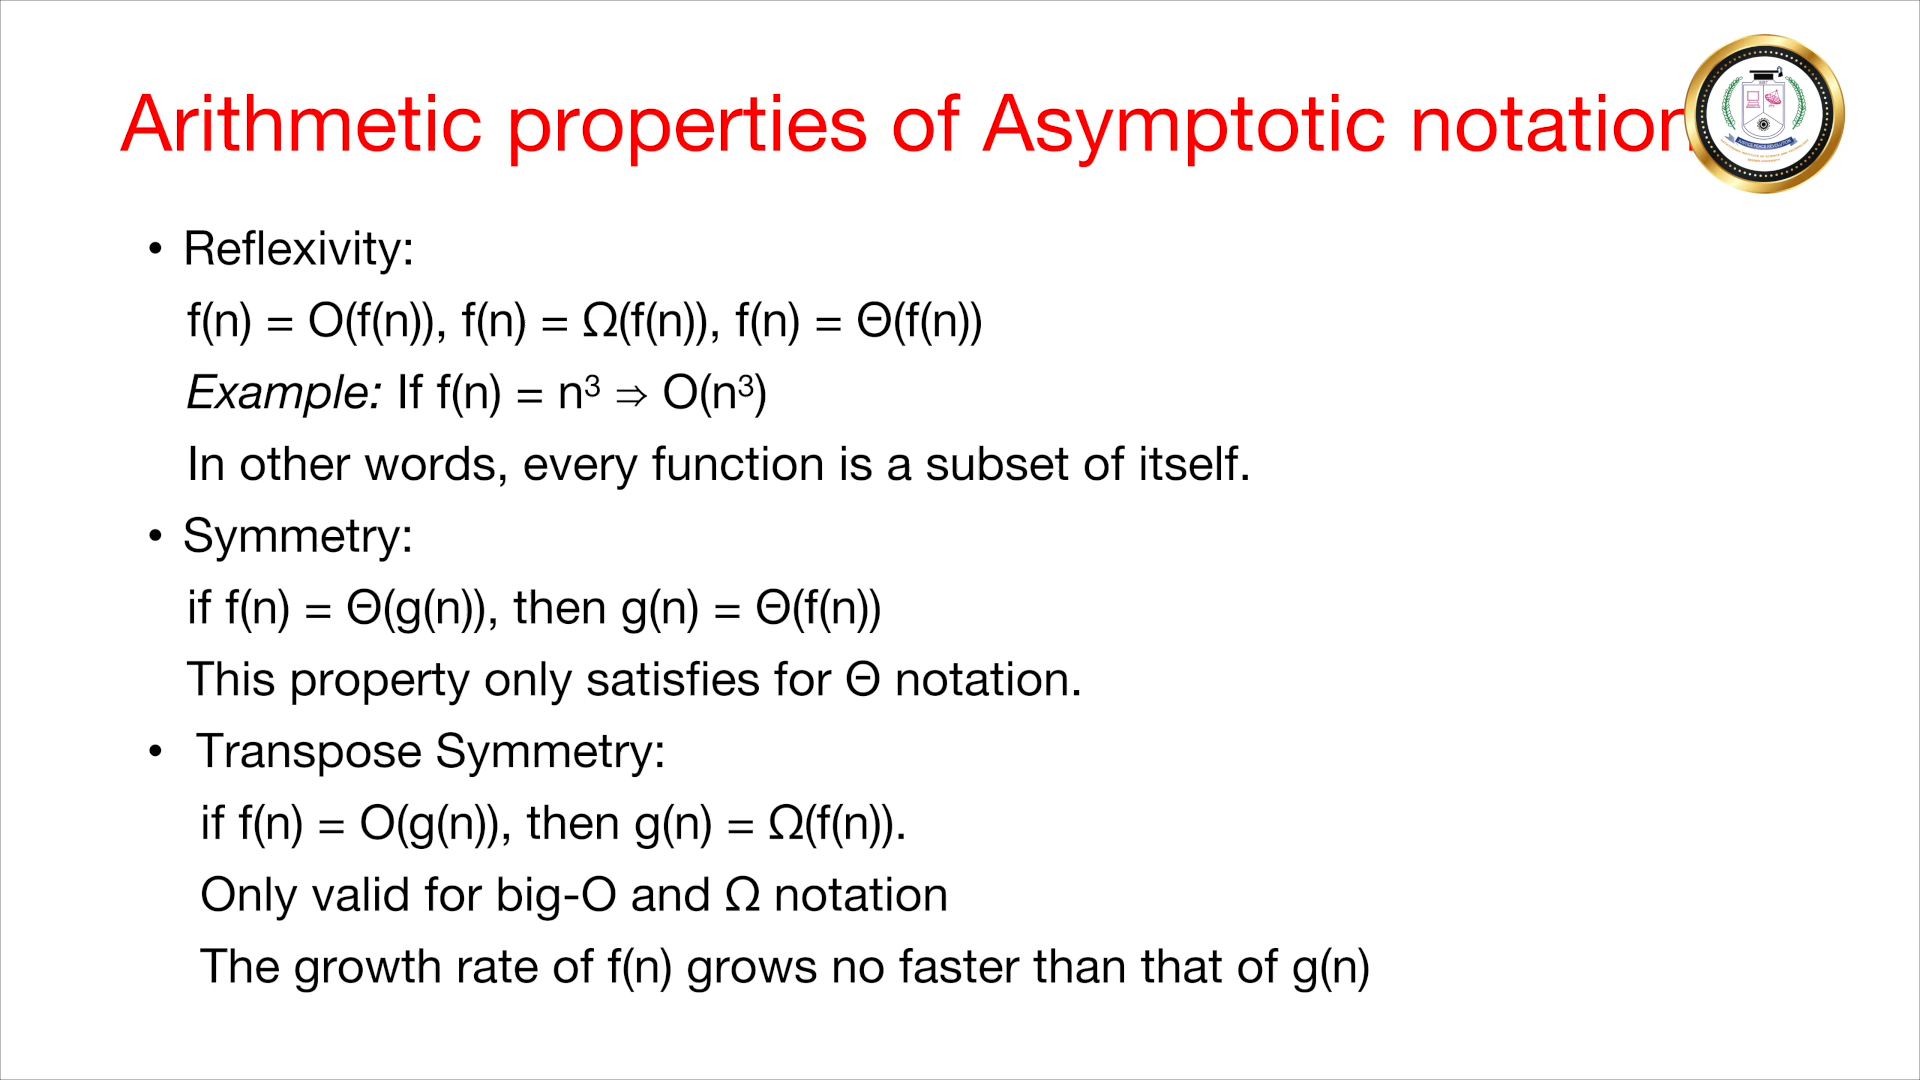 Arithmetic properties of Asymptotic notation
• Reflexivity:
f(n) = O(f(n)), f(n) = Ω(f(n)), f(n) = Θ(f(n))
Example: If f(n) = n³ ⇒ O(n³)
In other words, every function is a subset of itself.
• Symmetry:
if f(n) = Θ(g(n)), then g(n) = Θ(f(n))
This property only satisfies for Θ notation.
• Transpose Symmetry:
if f(n) = O(g(n)), then g(n) = Ω(f(n)).
Only valid for big-O and Ω notation
The growth rate of f(n) grows no faster than that of g(n)